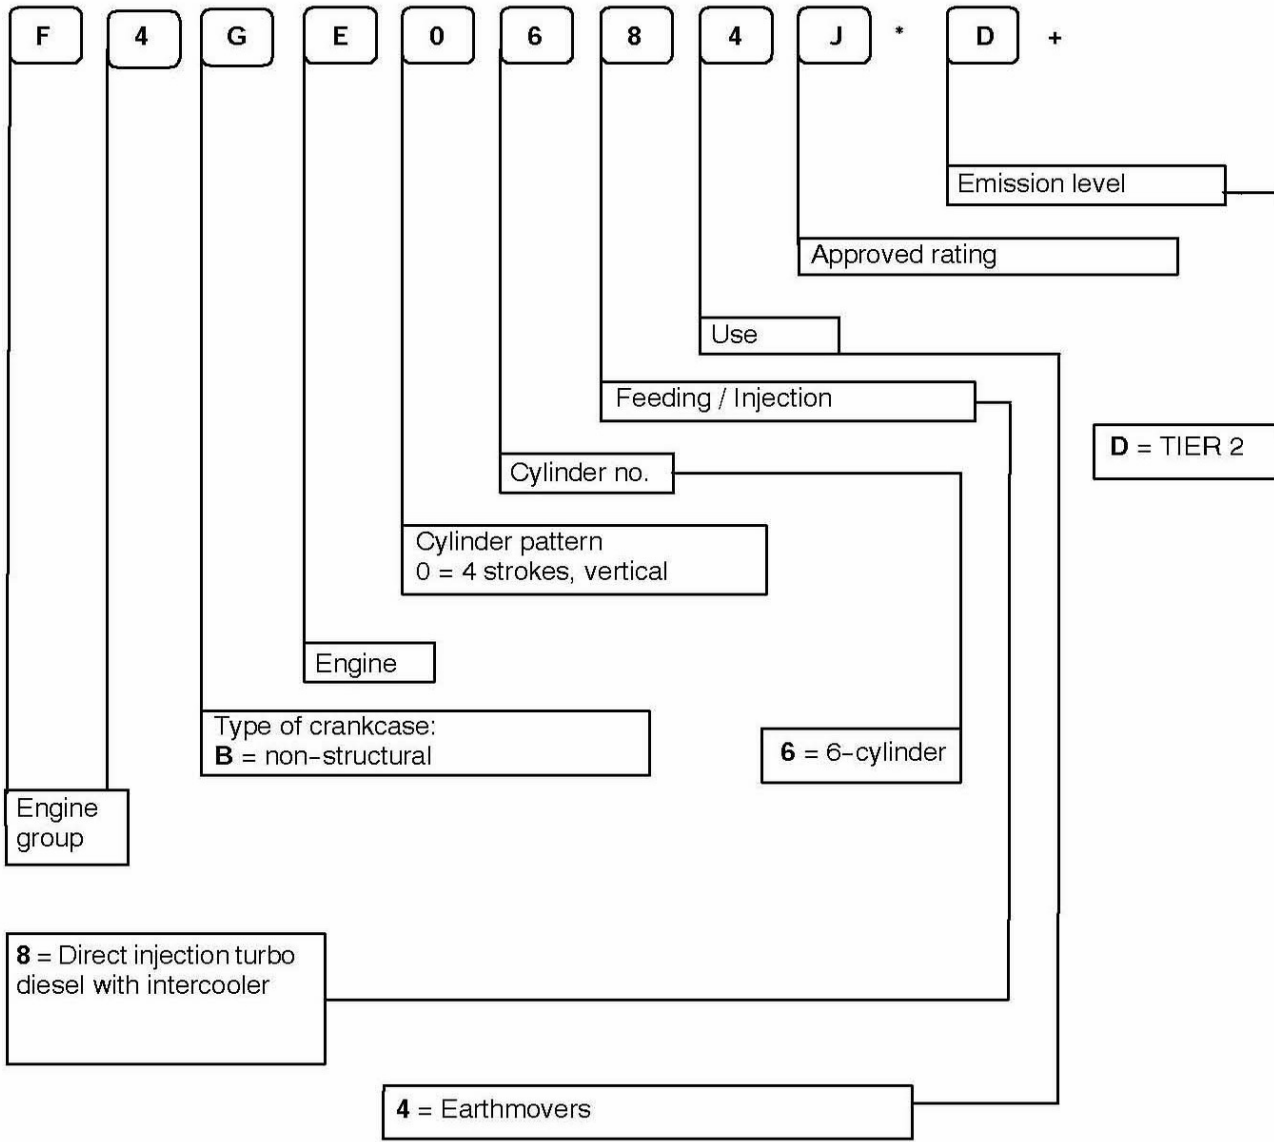 F 4 G E 0 6 8 4 J * D +
Emission level
Approved rating
Use
Feeding / Injection
D = TIER 2
Cylinder no.
Cylinder pattern
0 = 4 strokes, vertical
Engine
Type of crankcase:
B = non-structural
6 = 6-cylinder
Engine
group
8 = Direct injection turbo
diesel with intercooler
4 = Earthmovers